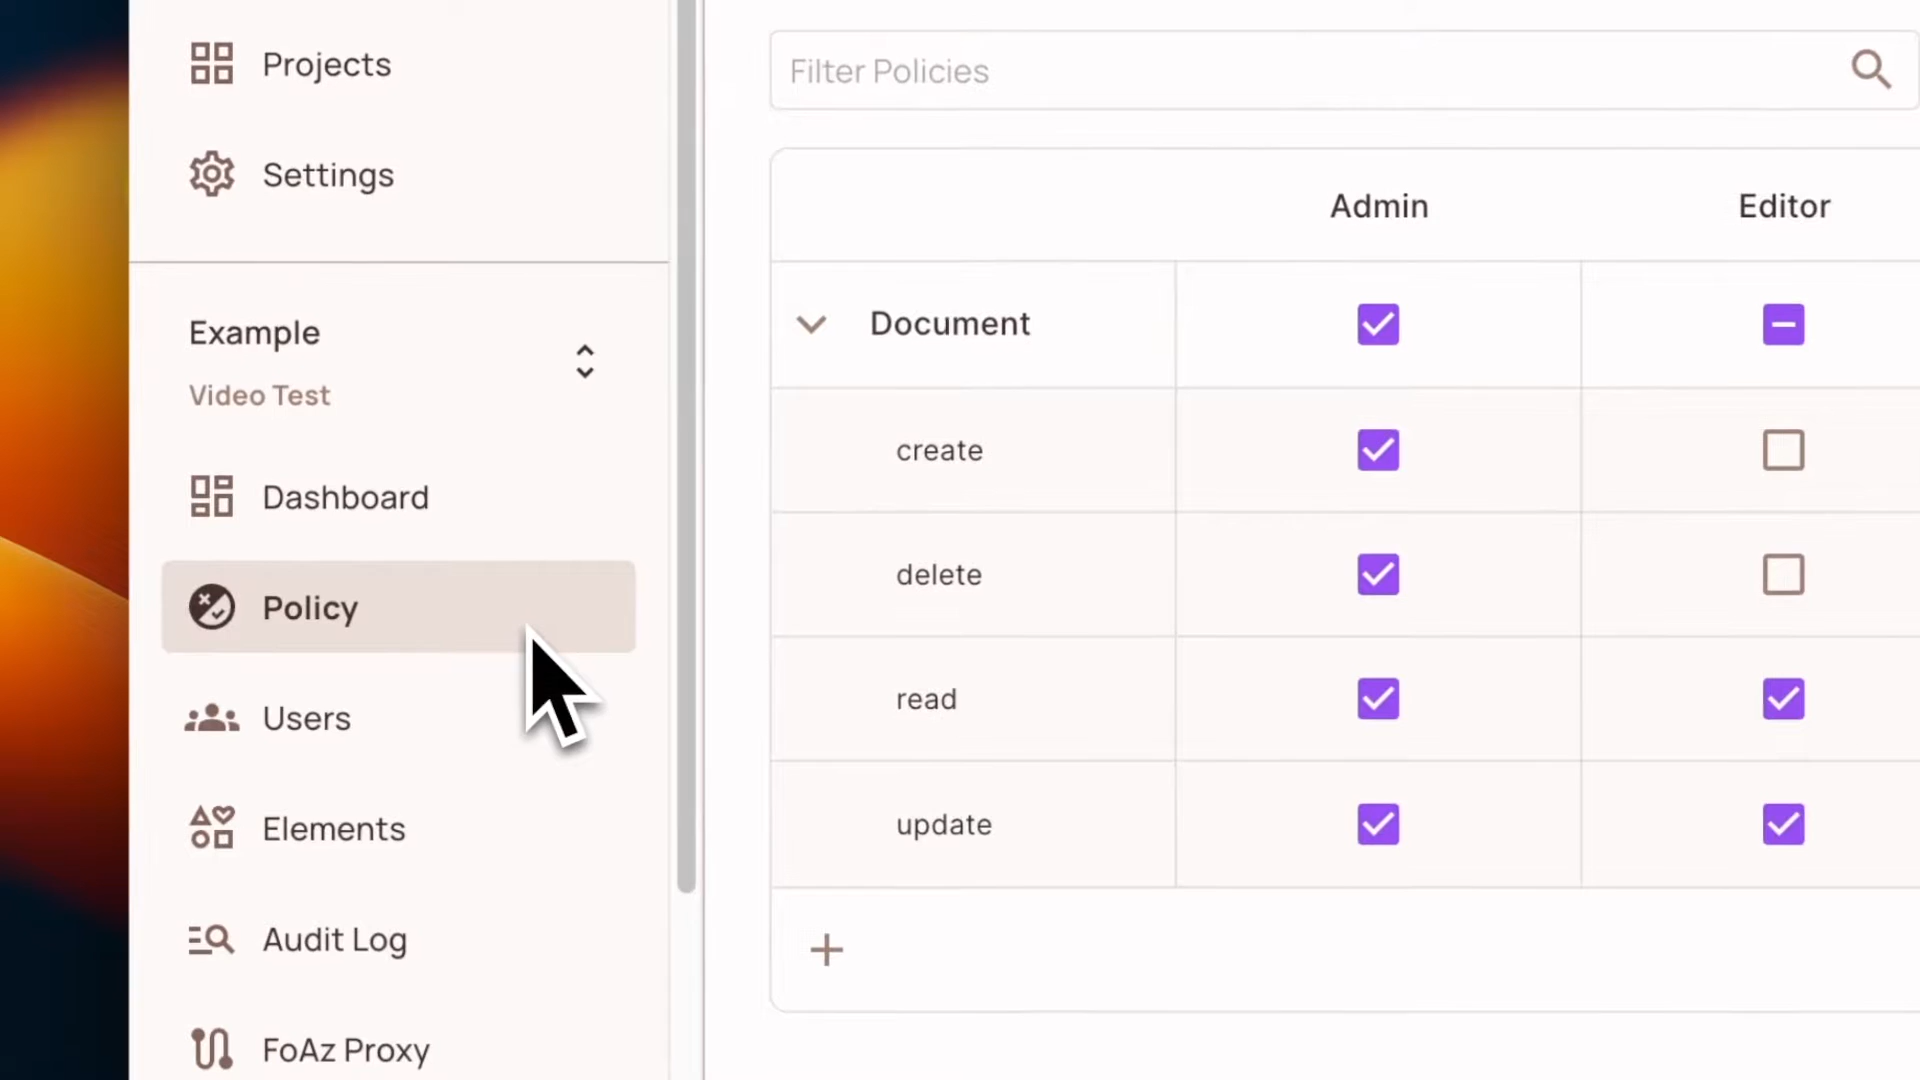 Projects
Settings
Example
Video Test
Dashboard
Policy
Users
Elements
Audit Log
FoAz Proxy
Filter Policies
Admin
Editor
Document
create
delete
read
update